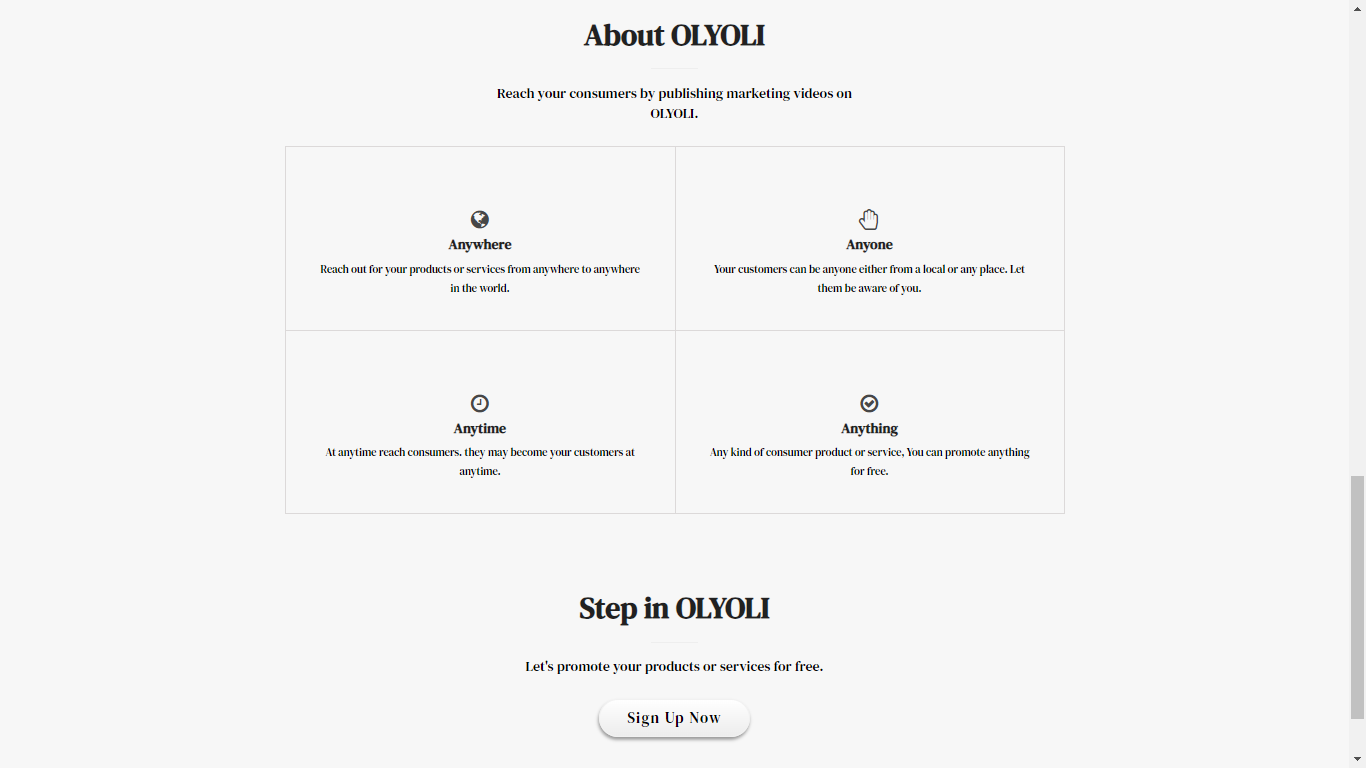 About OLYOLI
Reach your consumers by publishing marketing videos on
OLYOLI.
Anywhere
Reach out for your products or services from anywhere to anywhere
in the world.
Anyone
Your customers can be anyone either from a local or any place. Let
them be aware of you.
Anytime
At anytime reach consumers. they may become your customers at
anytime.
Anything
Any kind of consumer product or service, You can promote anything
for free.
Step in OLYOLI
Let's promote your products or services for free.
Sign Up Now